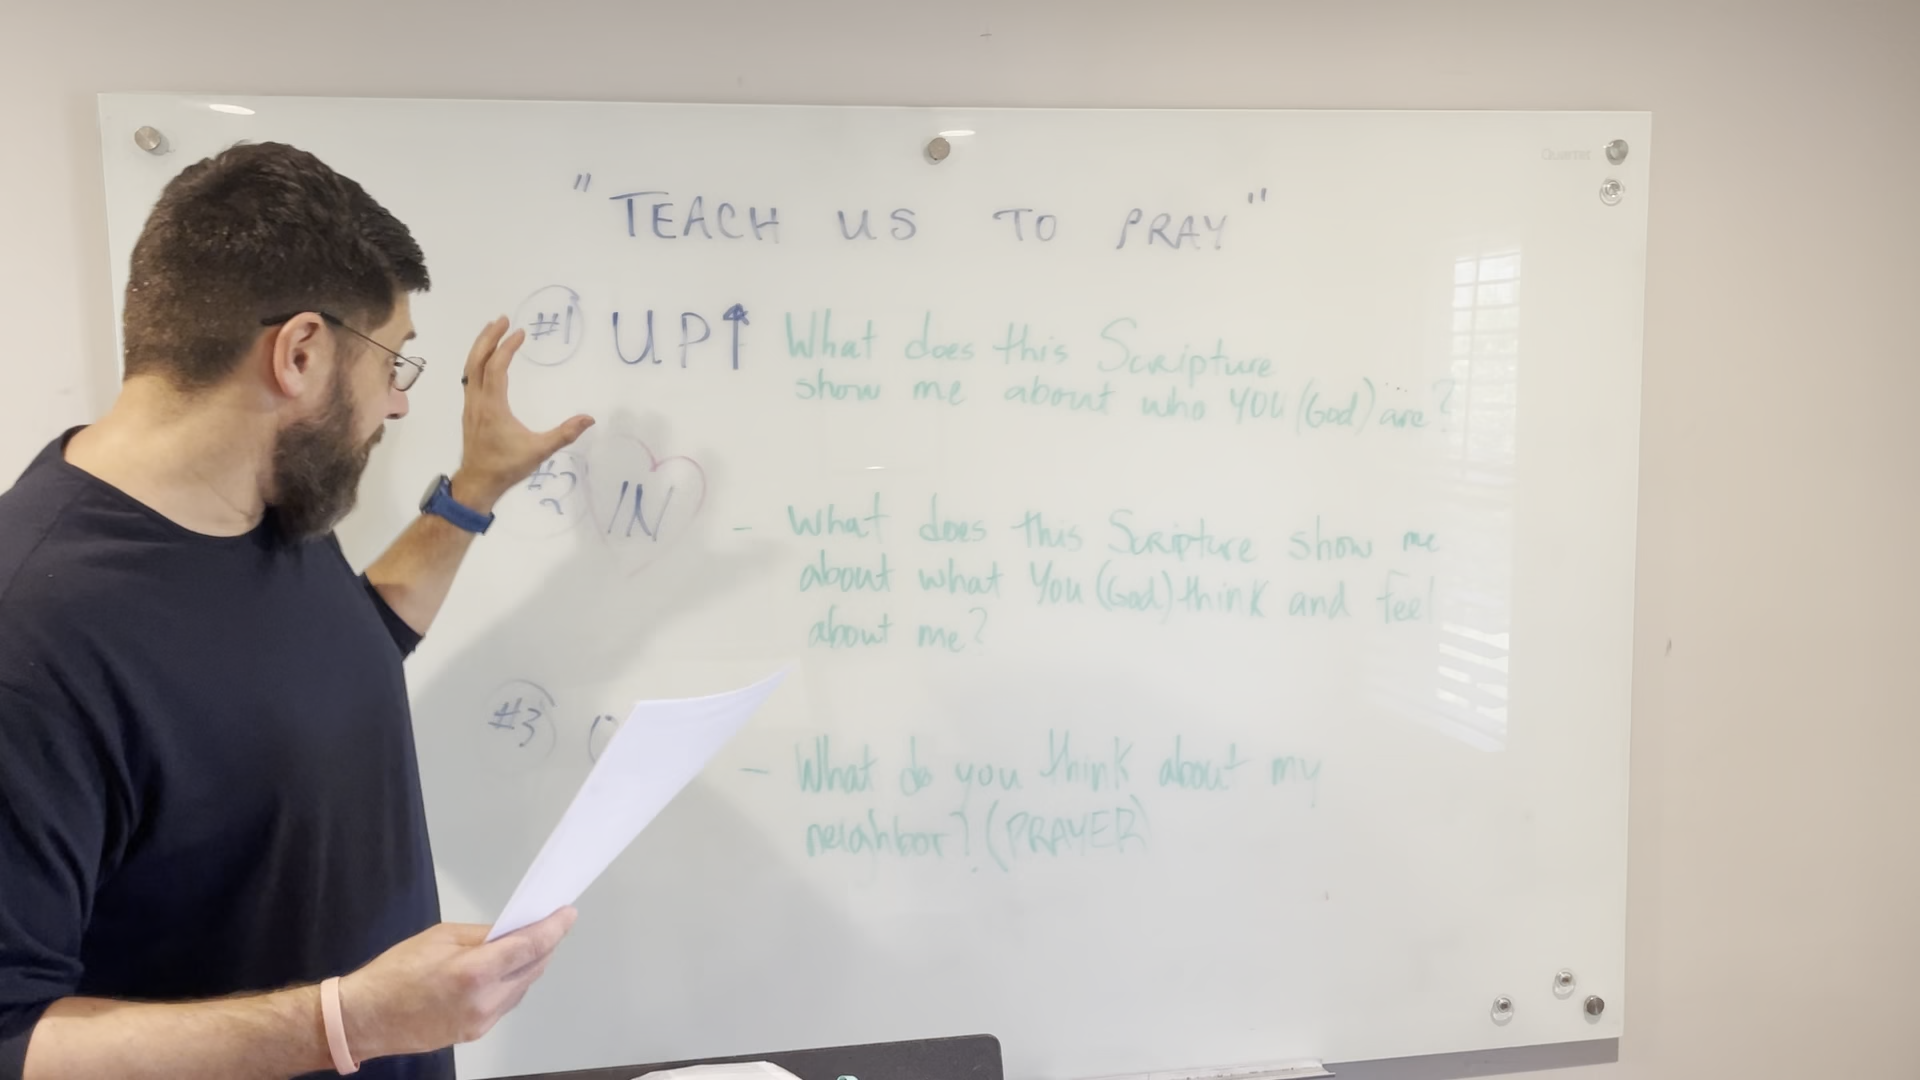 "TEACH US TO PRAY"
#1 UP↑ What does this Scripture
show me about who YOU (God) are?
#2 IN - What does this Scripture show me
about what You (God) think and feel
about me?
#3
- What do you think about my
neighbor? (PRAYER)
Quartet